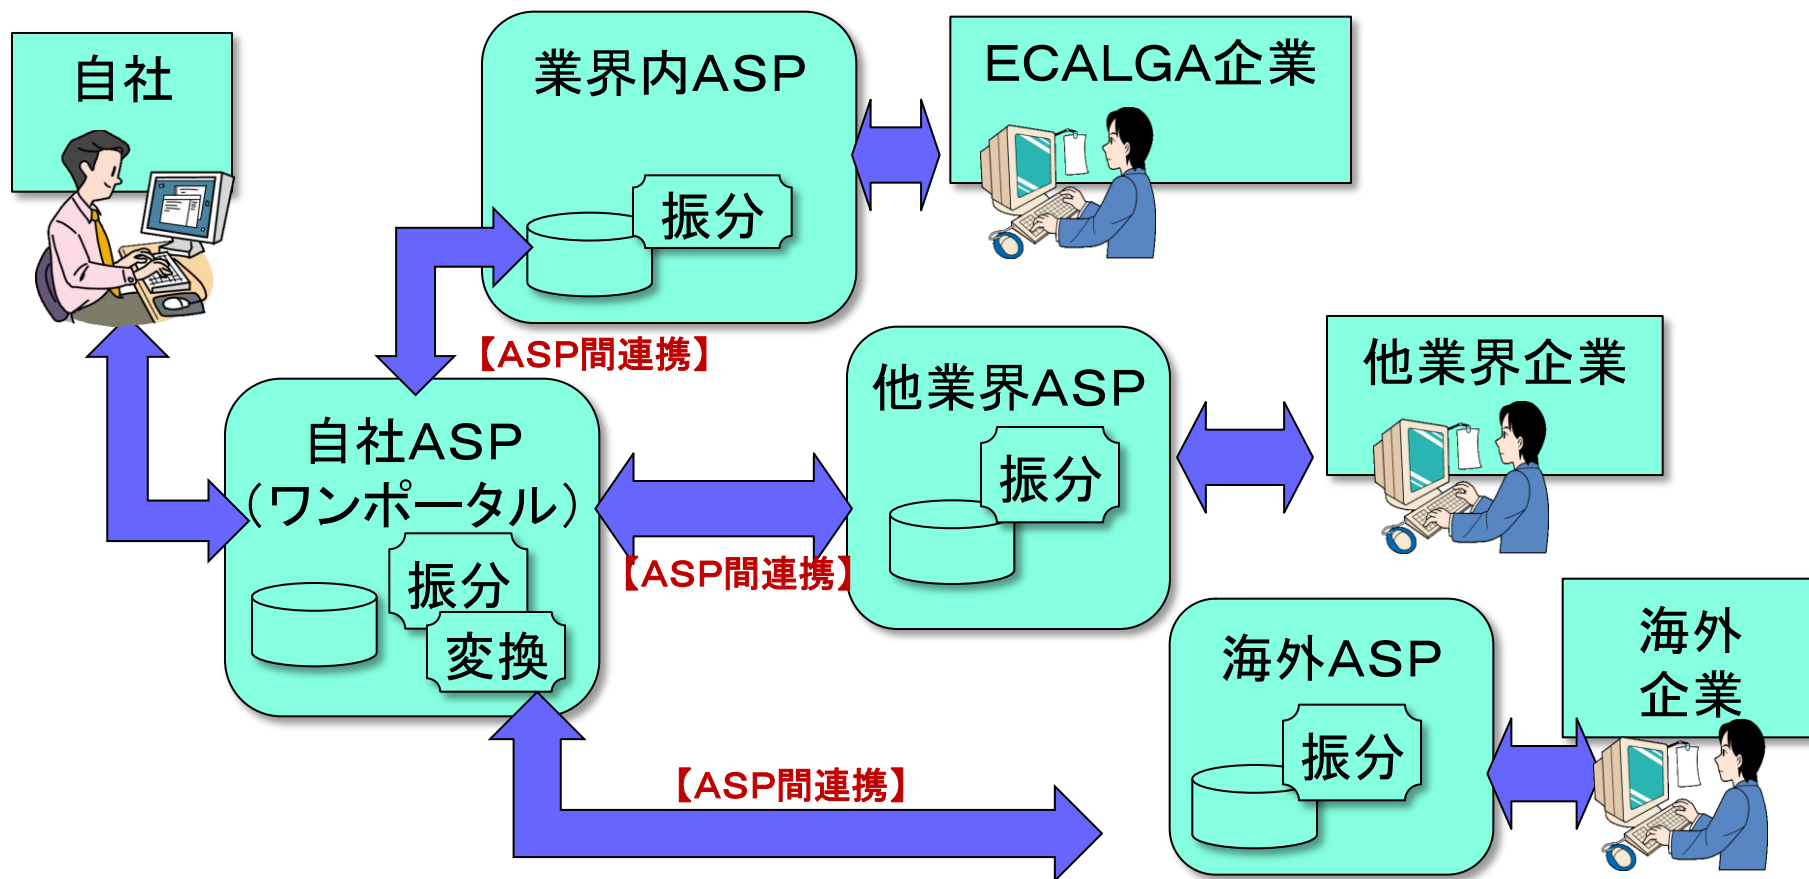 自社
業界内ASP
振分
ECALGA企業
【ASP間連携】
自社ASP
（ワンポータル）
振分
変換
【ASP間連携】
他業界ASP
振分
他業界企業
【ASP間連携】
海外ASP
振分
海外
企業